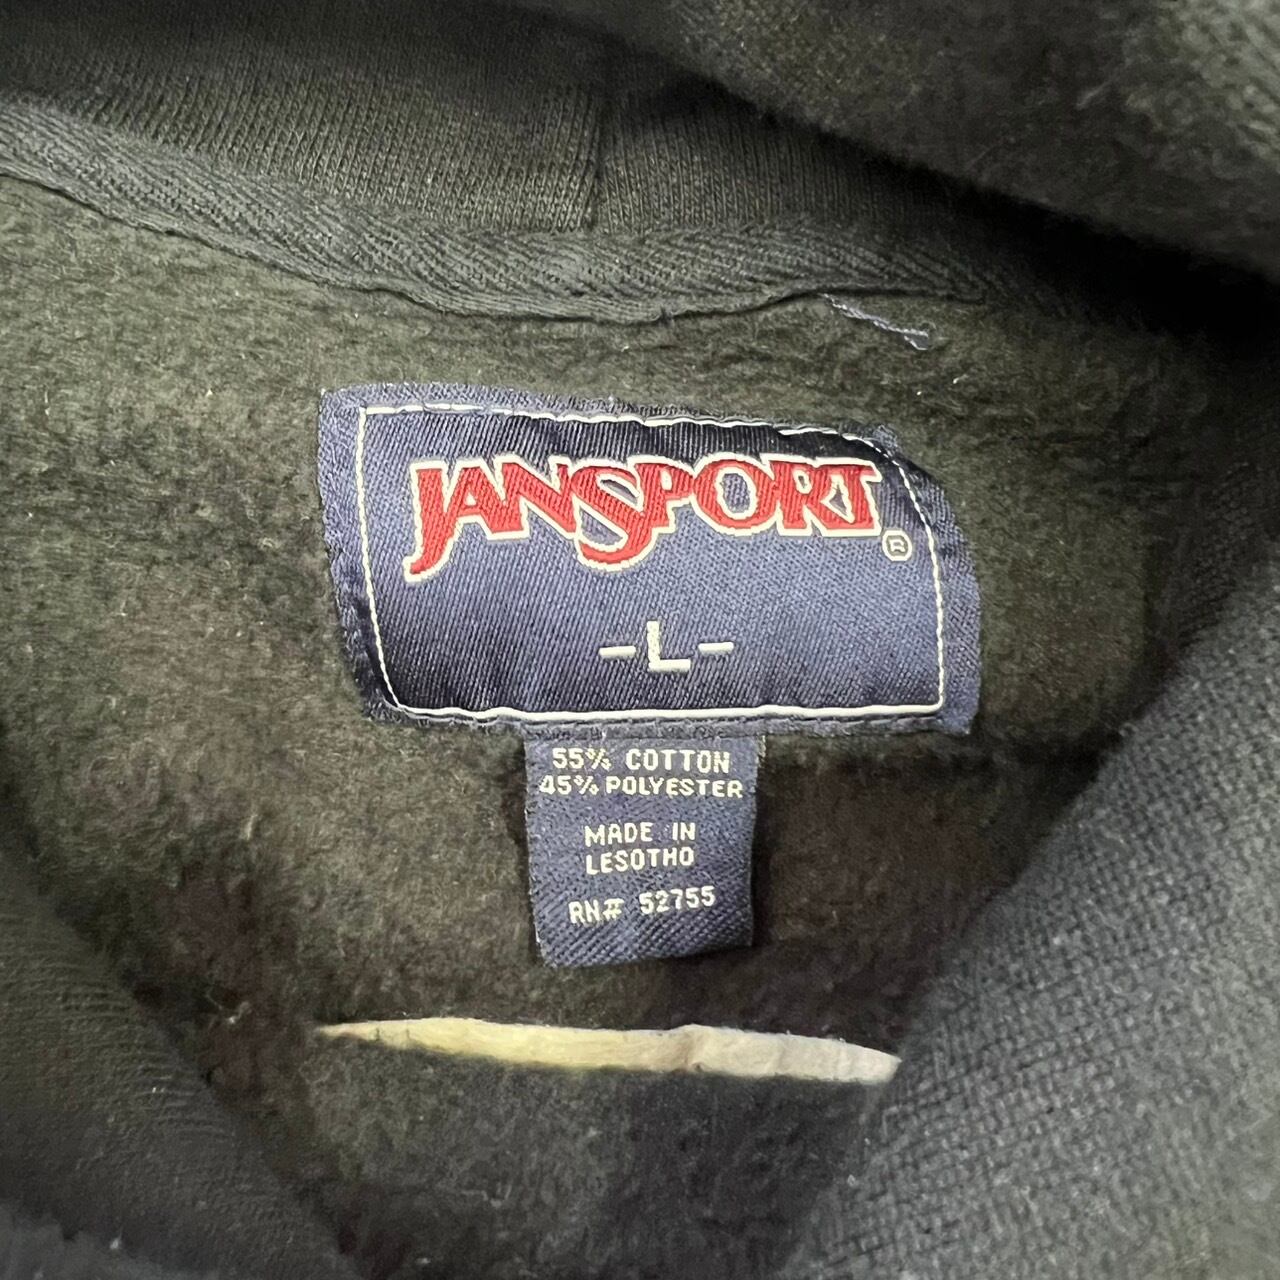 JANSPORT®
-L-
55% COTTON
45% POLYESTER
MADE IN
LESOTHO
RN# 52755